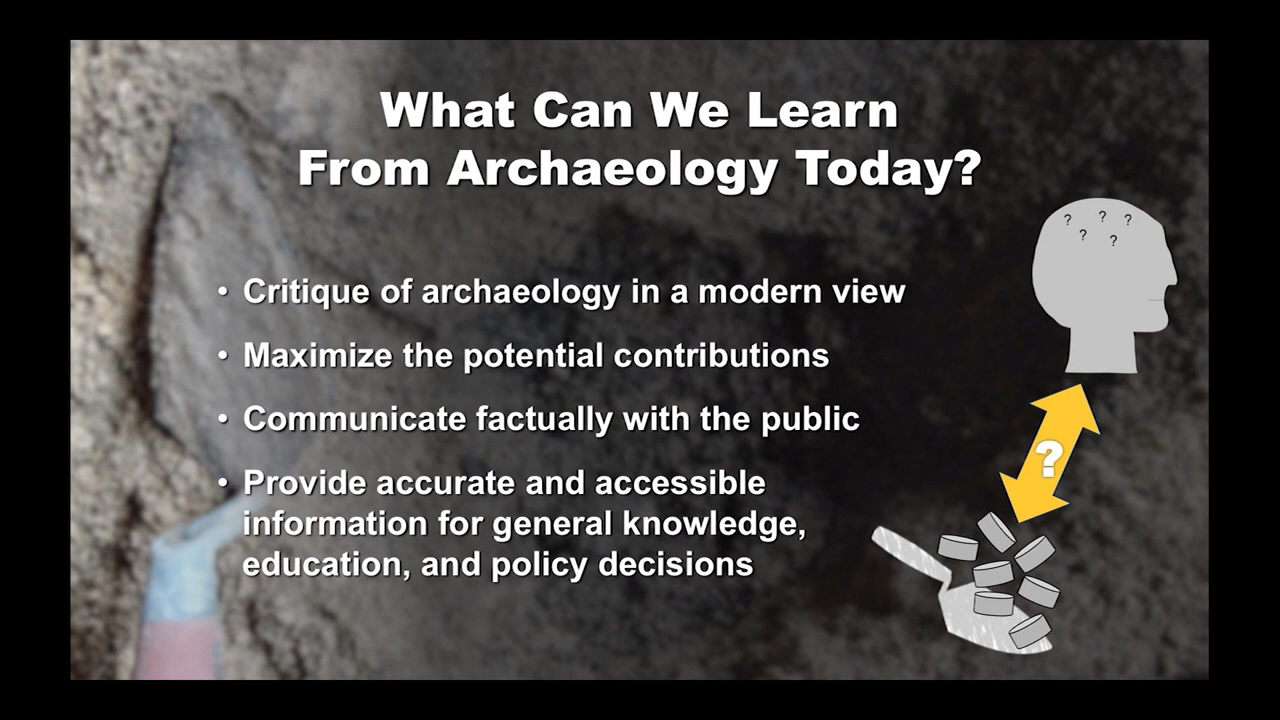 What Can We Learn
From Archaeology Today?
• Critique of archaeology in a modern view
• Maximize the potential contributions
• Communicate factually with the public
• Provide accurate and accessible
information for general knowledge,
education, and policy decisions
? ? ?
? ?
?